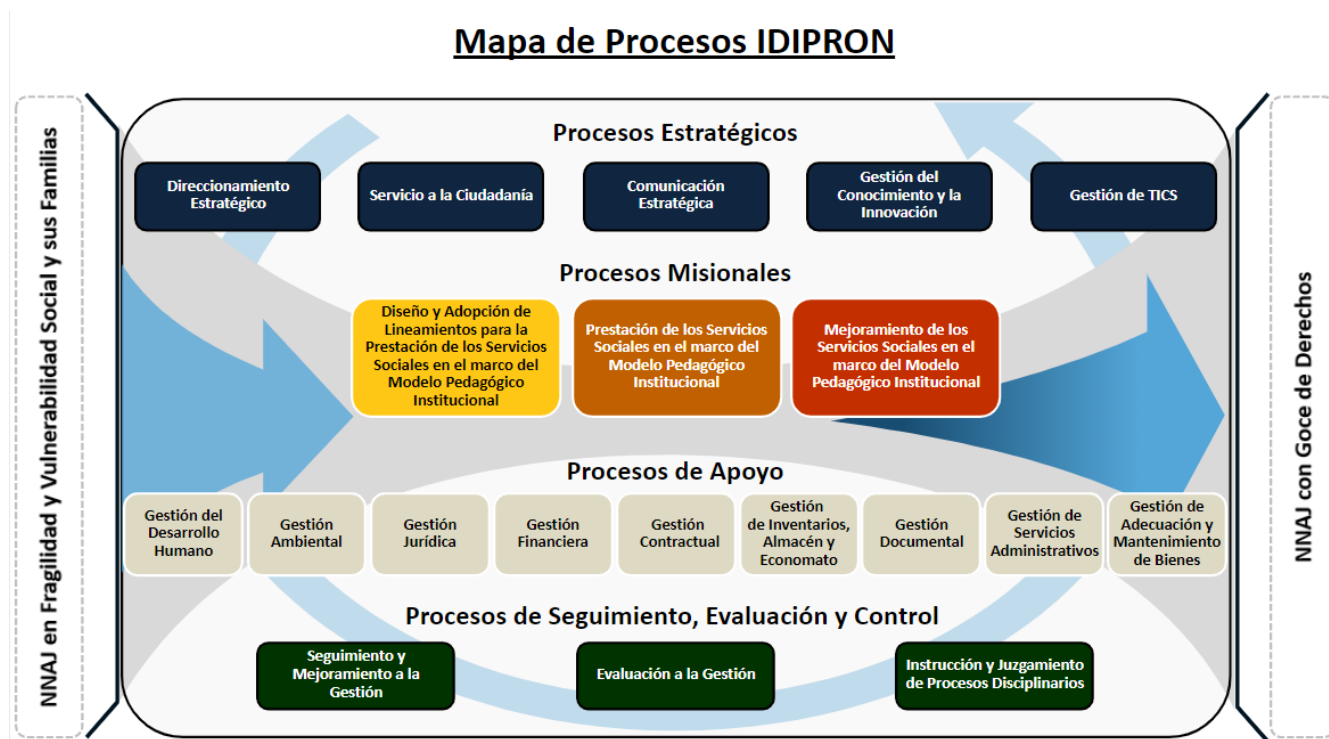 Mapa de Procesos IDIPRON
NNAJ en Fragilidad y Vulnerabilidad Social y sus Familias
Procesos Estratégicos
Direccionamiento
Estratégico
Servicio a la Ciudadanía
Comunicación
Estratégica
Gestión del
Conocimiento y la
Innovación
Gestión de TICS
Procesos Misionales
Diseño y Adopción de
Lineamientos para la
Prestación de los Servicios
Sociales en el marco del
Modelo Pedagógico
Institucional
Prestación de los Servicios
Sociales en el marco del
Modelo Pedagógico
Institucional
Mejoramiento de los
Servicios Sociales en el
marco del Modelo
Pedagógico Institucional
Procesos de Apoyo
Gestión del
Desarrollo
Humano
Gestión
Ambiental
Gestión
Jurídica
Gestión
Financiera
Gestión
Contractual
Gestión
de Inventarios,
Almacén y
Economato
Gestión
Documental
Gestión de
Servicios
Administrativos
Gestión de
Adecuación y
Mantenimiento
de Bienes
Procesos de Seguimiento, Evaluación y Control
Seguimiento y
Mejoramiento a la
Gestión
Evaluación a la Gestión
Instrucción y Juzgamiento
de Procesos Disciplinarios
NNAJ con Goce de Derechos